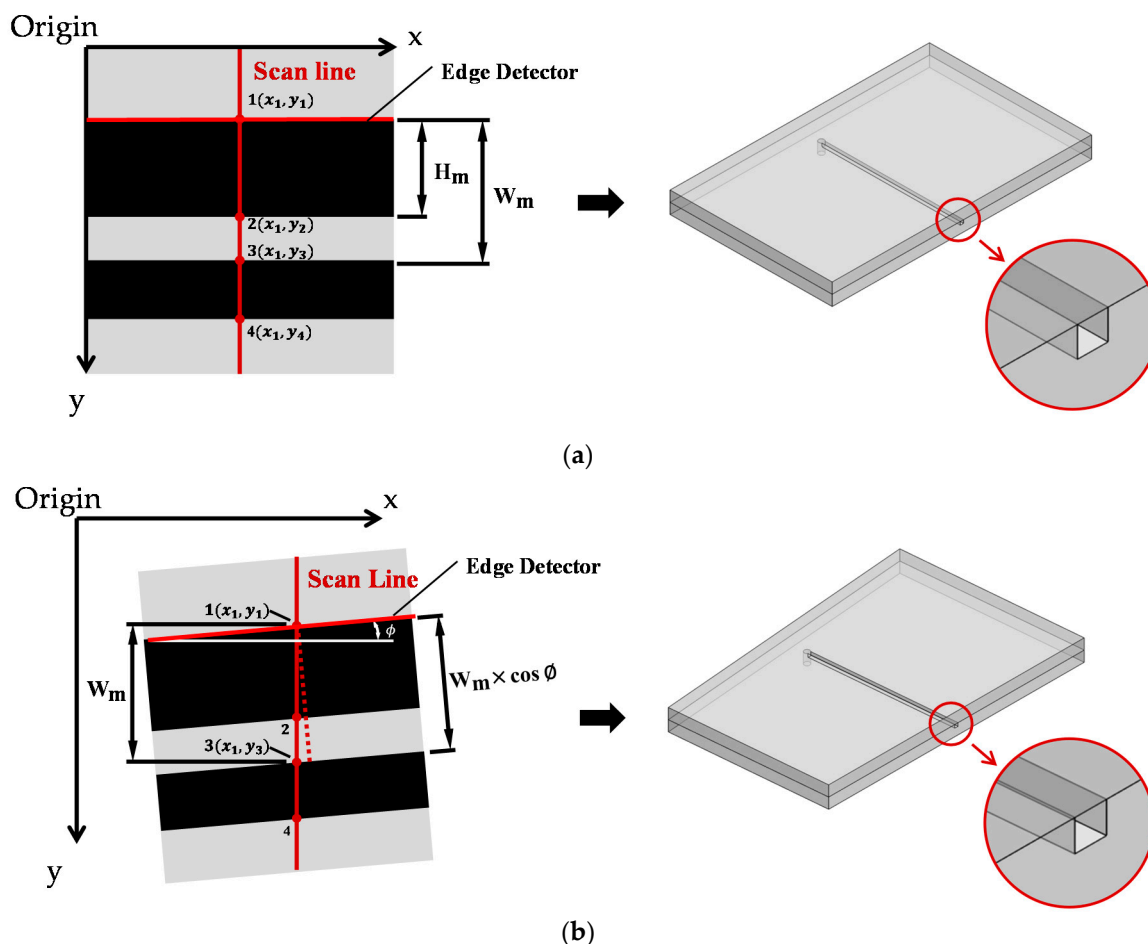 Origin
x
Scan line
Edge Detector
1(x₁, y₁)
Hₘ
Wₘ
2(x₁, y₂)
3(x₁, y₃)
4(x₁, y₄)
y
(a)
Origin
x
Edge Detector
Scan Line
1(x₁, y₁)
ϕ
Wₘ
Wₘ × cos ∅
2
3(x₁, y₃)
4
y
(b)